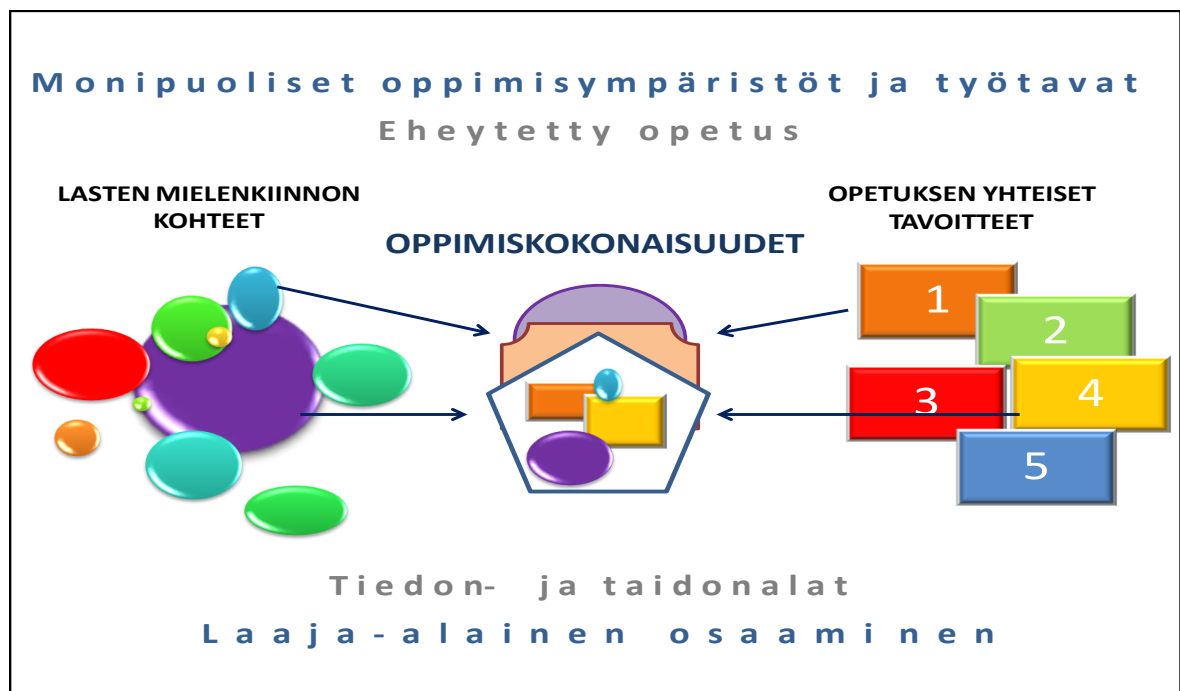 Monipuoliset oppimisympäristöt ja työtavat
Eheytetty opetus
LASTEN MIELENKIINNON
KOHTEET
OPPIMISKOKONAISUUDET
OPETUKSEN YHTEISET
TAVOITTEET
1
2
3
4
5
Tiedon- ja taidonalat
Laaja-alainen osaaminen